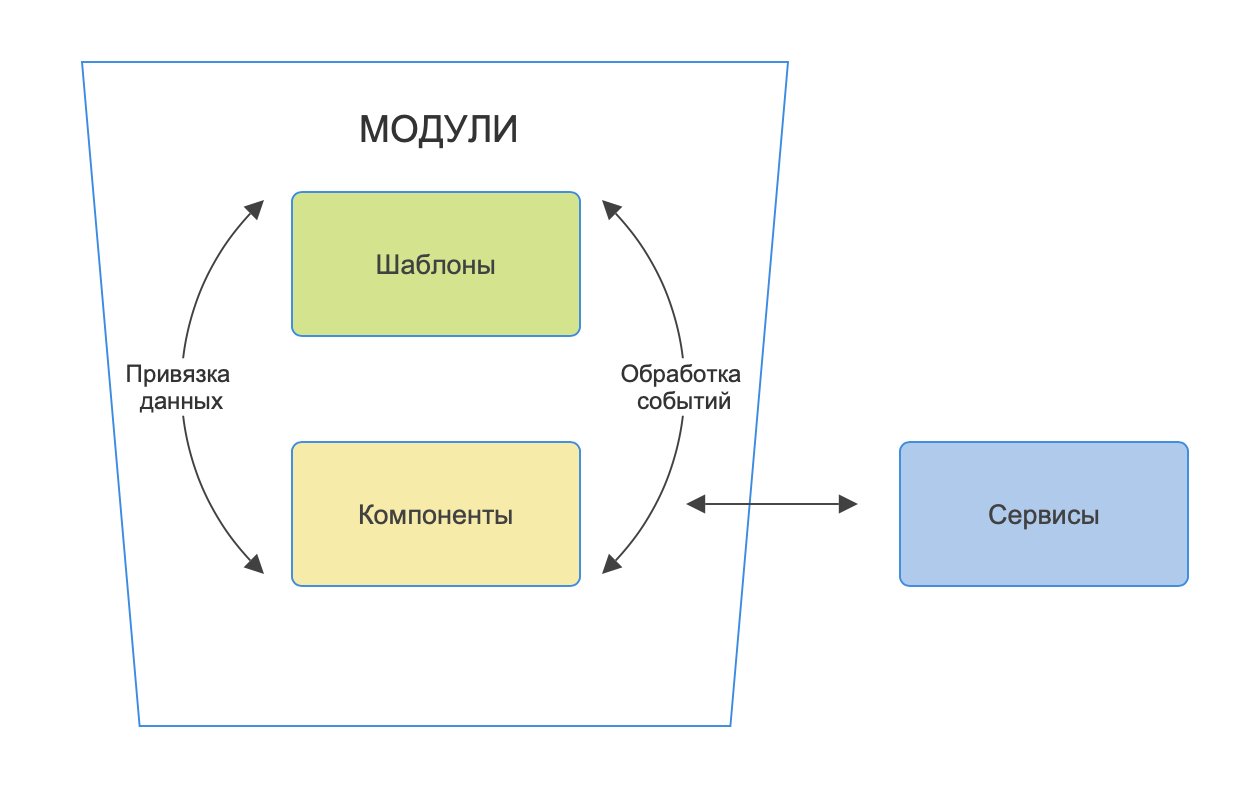 МОДУЛИ
Шаблоны
Привязка
данных
Обработка
событий
Компоненты
Сервисы